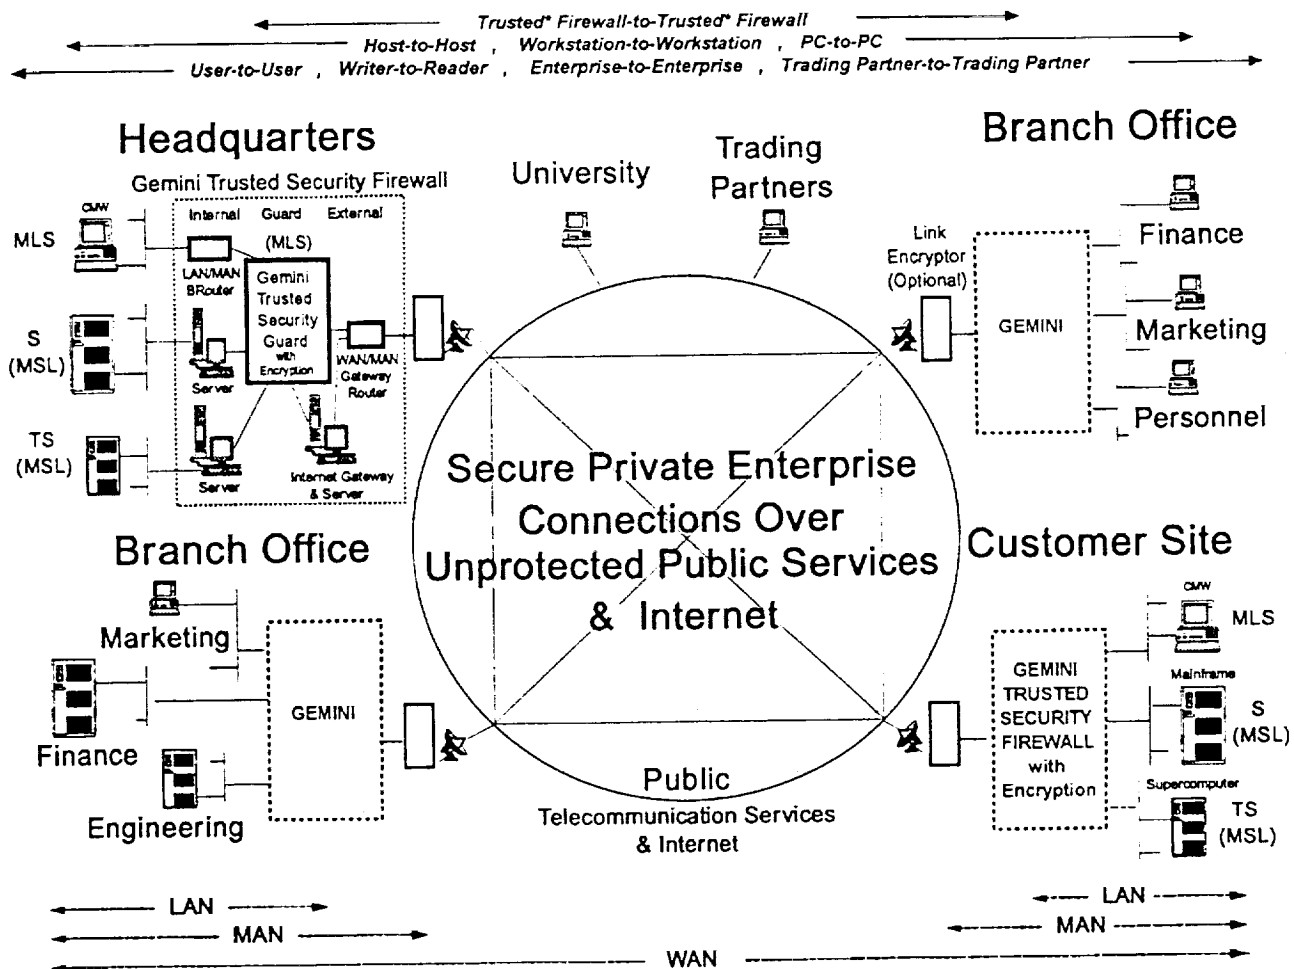 Trusted* Firewall-to-Trusted* Firewall
Host-to-Host , Workstation-to-Workstation , PC-to-PC
User-to-User , Writer-to-Reader , Enterprise-to-Enterprise , Trading Partner-to-Trading Partner
Headquarters
Gemini Trusted Security Firewall
Internal Guard External
(MLS)
CMW
MLS
LAN/MAN
BRouter
Gemini
Trusted
Security
Guard
with
Encryption
S
(MSL)
Server
WAN/MAN
Gateway
Router
TS
(MSL)
Server
Internet Gateway
& Server
University
Trading
Partners
Branch Office
Link
Encryptor
(Optional)
GEMINI
Finance
Marketing
Personnel
Secure Private Enterprise
Connections Over
Unprotected Public Services
& Internet
Branch Office
Marketing
Finance
Engineering
GEMINI
Public
Telecommunication Services
& Internet
Customer Site
CMW
MLS
GEMINI
TRUSTED
SECURITY
FIREWALL
with
Encryption
Mainframe
S
(MSL)
Supercomputer
TS
(MSL)
LAN
MAN
LAN
MAN
WAN